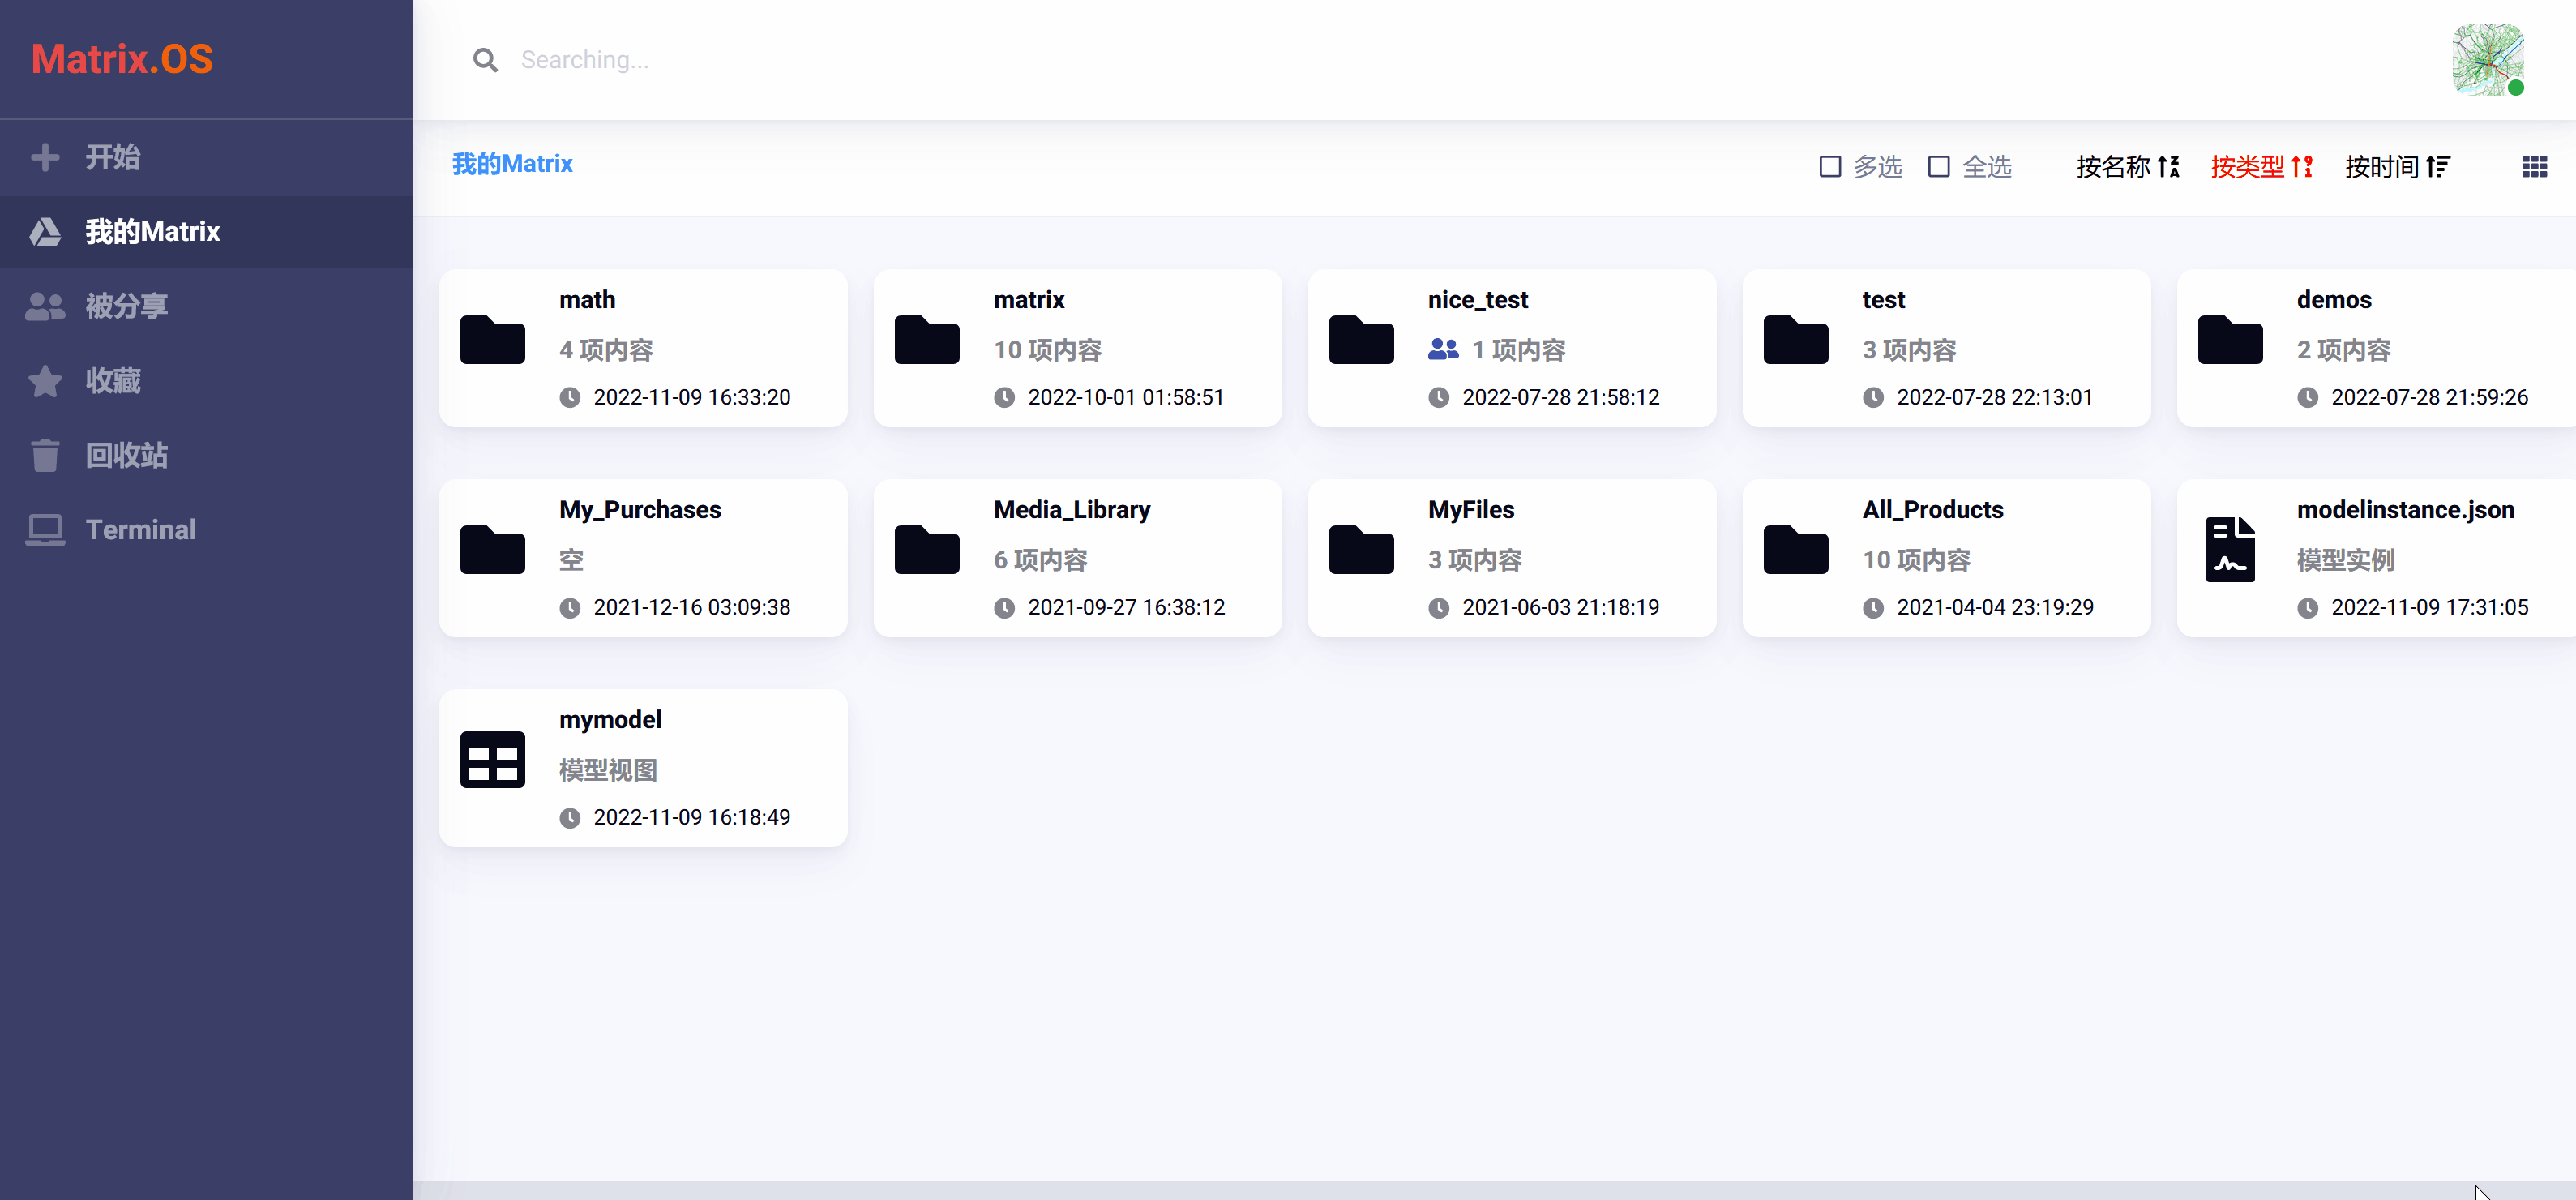 Matrix.OS
Searching...
开始
我的Matrix
被分享
收藏
回收站
Terminal
我的Matrix
多选 全选 按名称 按类型 按时间
math
4 项内容
2022-11-09 16:33:20
matrix
10 项内容
2022-10-01 01:58:51
nice_test
1 项内容
2022-07-28 21:58:12
test
3 项内容
2022-07-28 22:13:01
demos
2 项内容
2022-07-28 21:59:26
My_Purchases
空
2021-12-16 03:09:38
Media_Library
6 项内容
2021-09-27 16:38:12
MyFiles
3 项内容
2021-06-03 21:18:19
All_Products
10 项内容
2021-04-04 23:19:29
modelinstance.json
模型实例
2022-11-09 17:31:05
mymodel
模型视图
2022-11-09 16:18:49